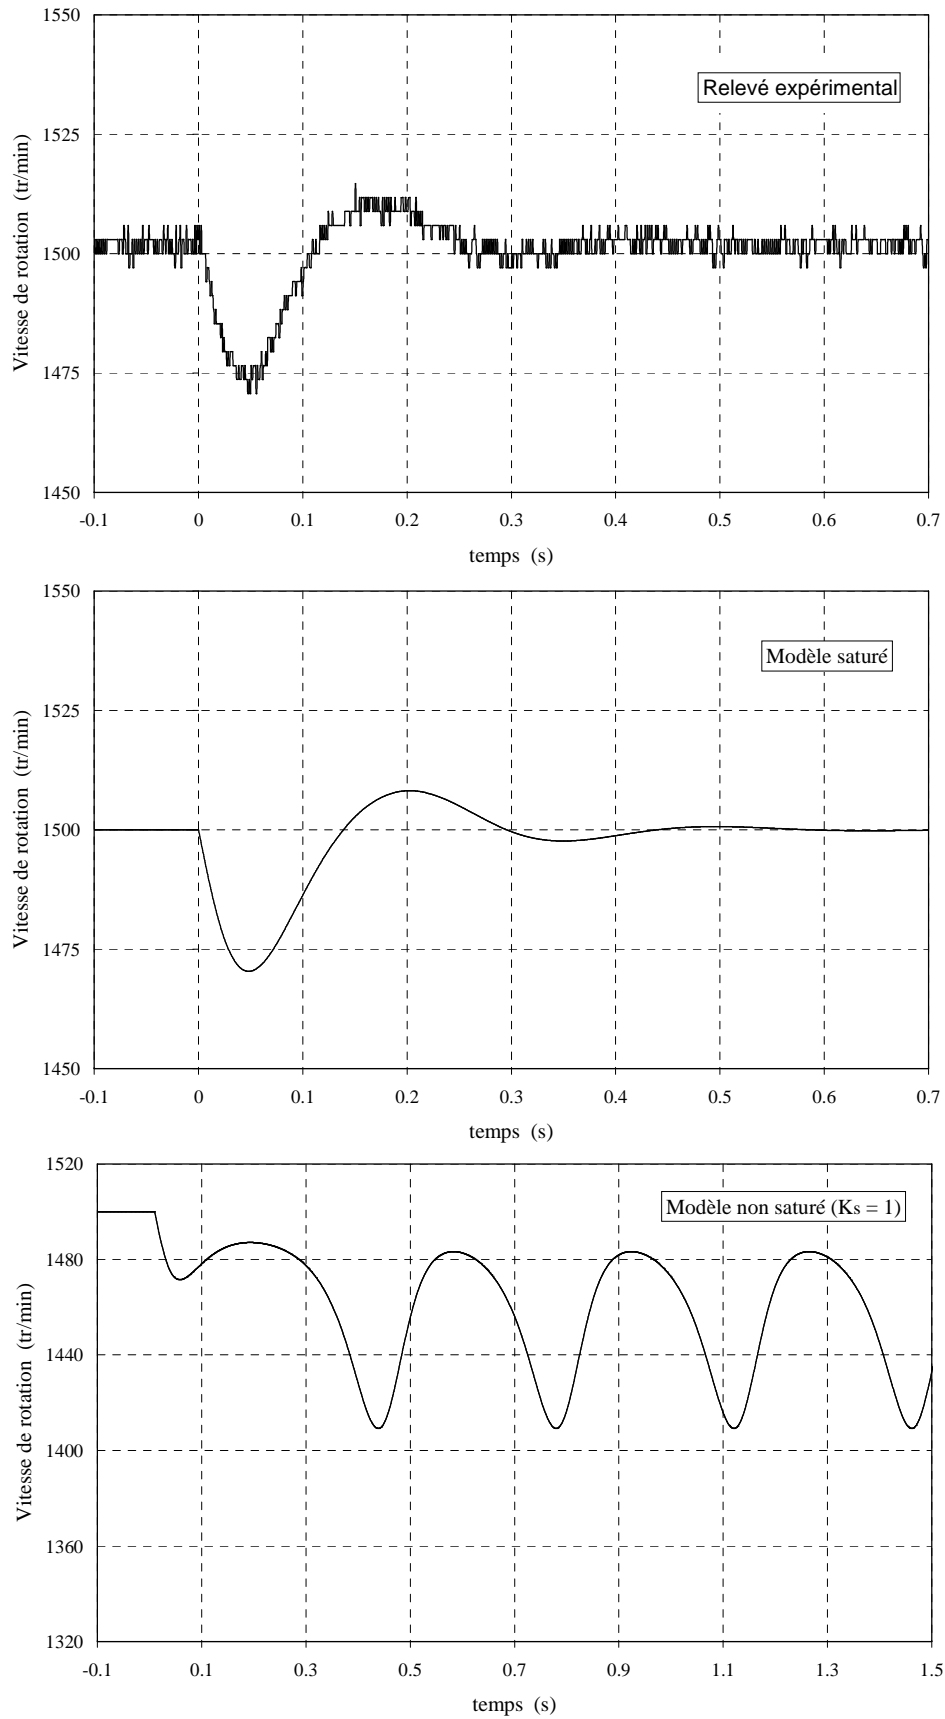 1550
Relevé expérimental
1525
1500
1475
1450
Vitesse de rotation (tr/min)
-0.1 0 0.1 0.2 0.3 0.4 0.5 0.6 0.7
temps (s)
1550
Modèle saturé
1525
1500
1475
1450
Vitesse de rotation (tr/min)
-0.1 0 0.1 0.2 0.3 0.4 0.5 0.6 0.7
temps (s)
1520
Modèle non saturé (Ks = 1)
1480
1440
1400
1360
1320
Vitesse de rotation (tr/min)
-0.1 0.1 0.3 0.5 0.7 0.9 1.1 1.3 1.5
temps (s)